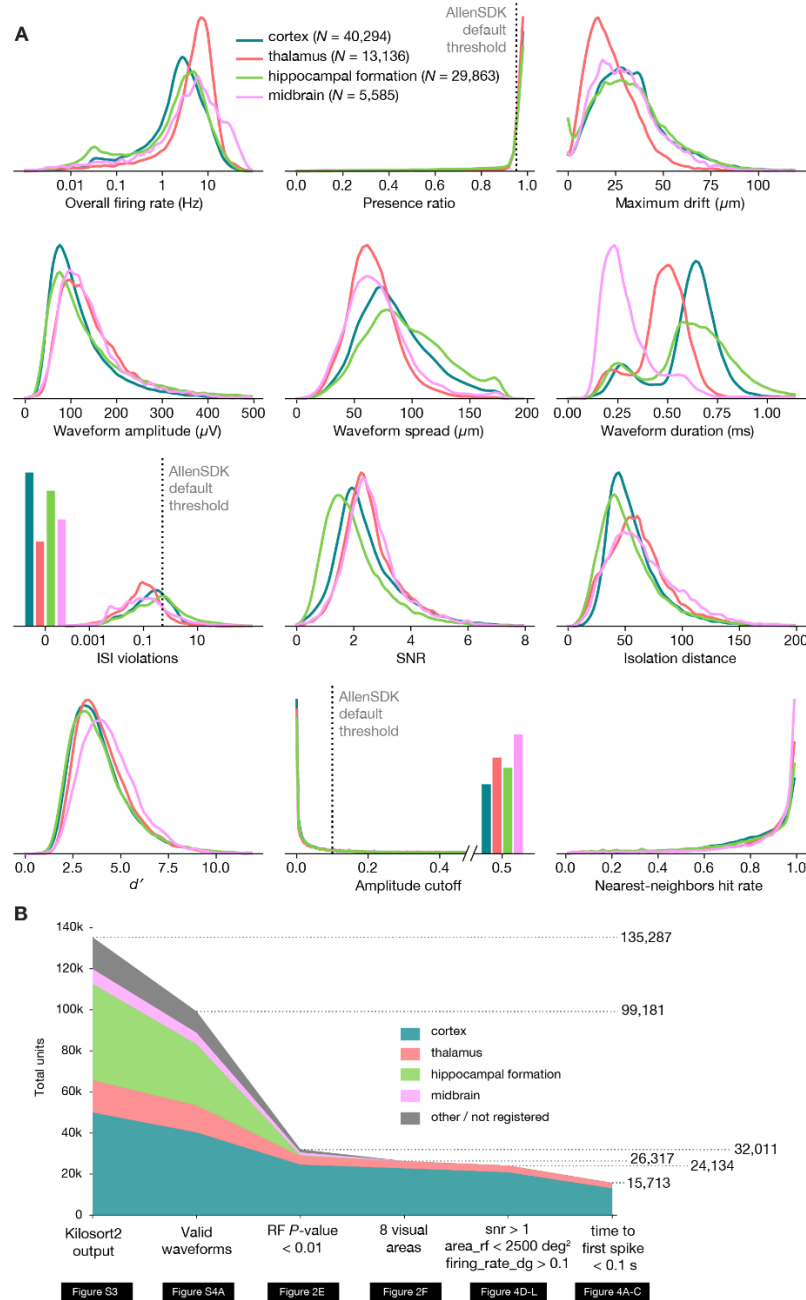 A
cortex (N = 40,294)
thalamus (N = 13,136)
hippocampal formation (N = 29,863)
midbrain (N = 5,585)
AllenSDK
default
threshold
0.01 0.1 1 10
Overall firing rate (Hz)
0.0 0.2 0.4 0.6 0.8 1.0
Presence ratio
0 25 50 75 100
Maximum drift (µm)
0 100 200 300 400 500
Waveform amplitude (µV)
0 50 100 150 200
Waveform spread (µm)
0.00 0.25 0.50 0.75 1.00
Waveform duration (ms)
AllenSDK
default
threshold
0 0.001 0.1 10
ISI violations
0 2 4 6 8
SNR
0 50 100 150 200
Isolation distance
AllenSDK
default
threshold
0.0 2.5 5.0 7.5 10.0
d′
0.0 0.2 0.4 0.5
Amplitude cutoff
0.0 0.2 0.4 0.6 0.8 1.0
Nearest-neighbors hit rate
B
140k
120k
100k
80k
60k
40k
20k
0
Total units
135,287
99,181
cortex
thalamus
hippocampal formation
midbrain
other / not registered
32,011
26,317
24,134
15,713
Kilosort2
output
Valid
waveforms
RF P-value
< 0.01
8 visual
areas
snr > 1
area_rf < 2500 deg²
firing_rate_dg > 0.1
time to
first spike
< 0.1 s
Figure S3
Figure S4A
Figure 2E
Figure 2F
Figure 4D-L
Figure 4A-C